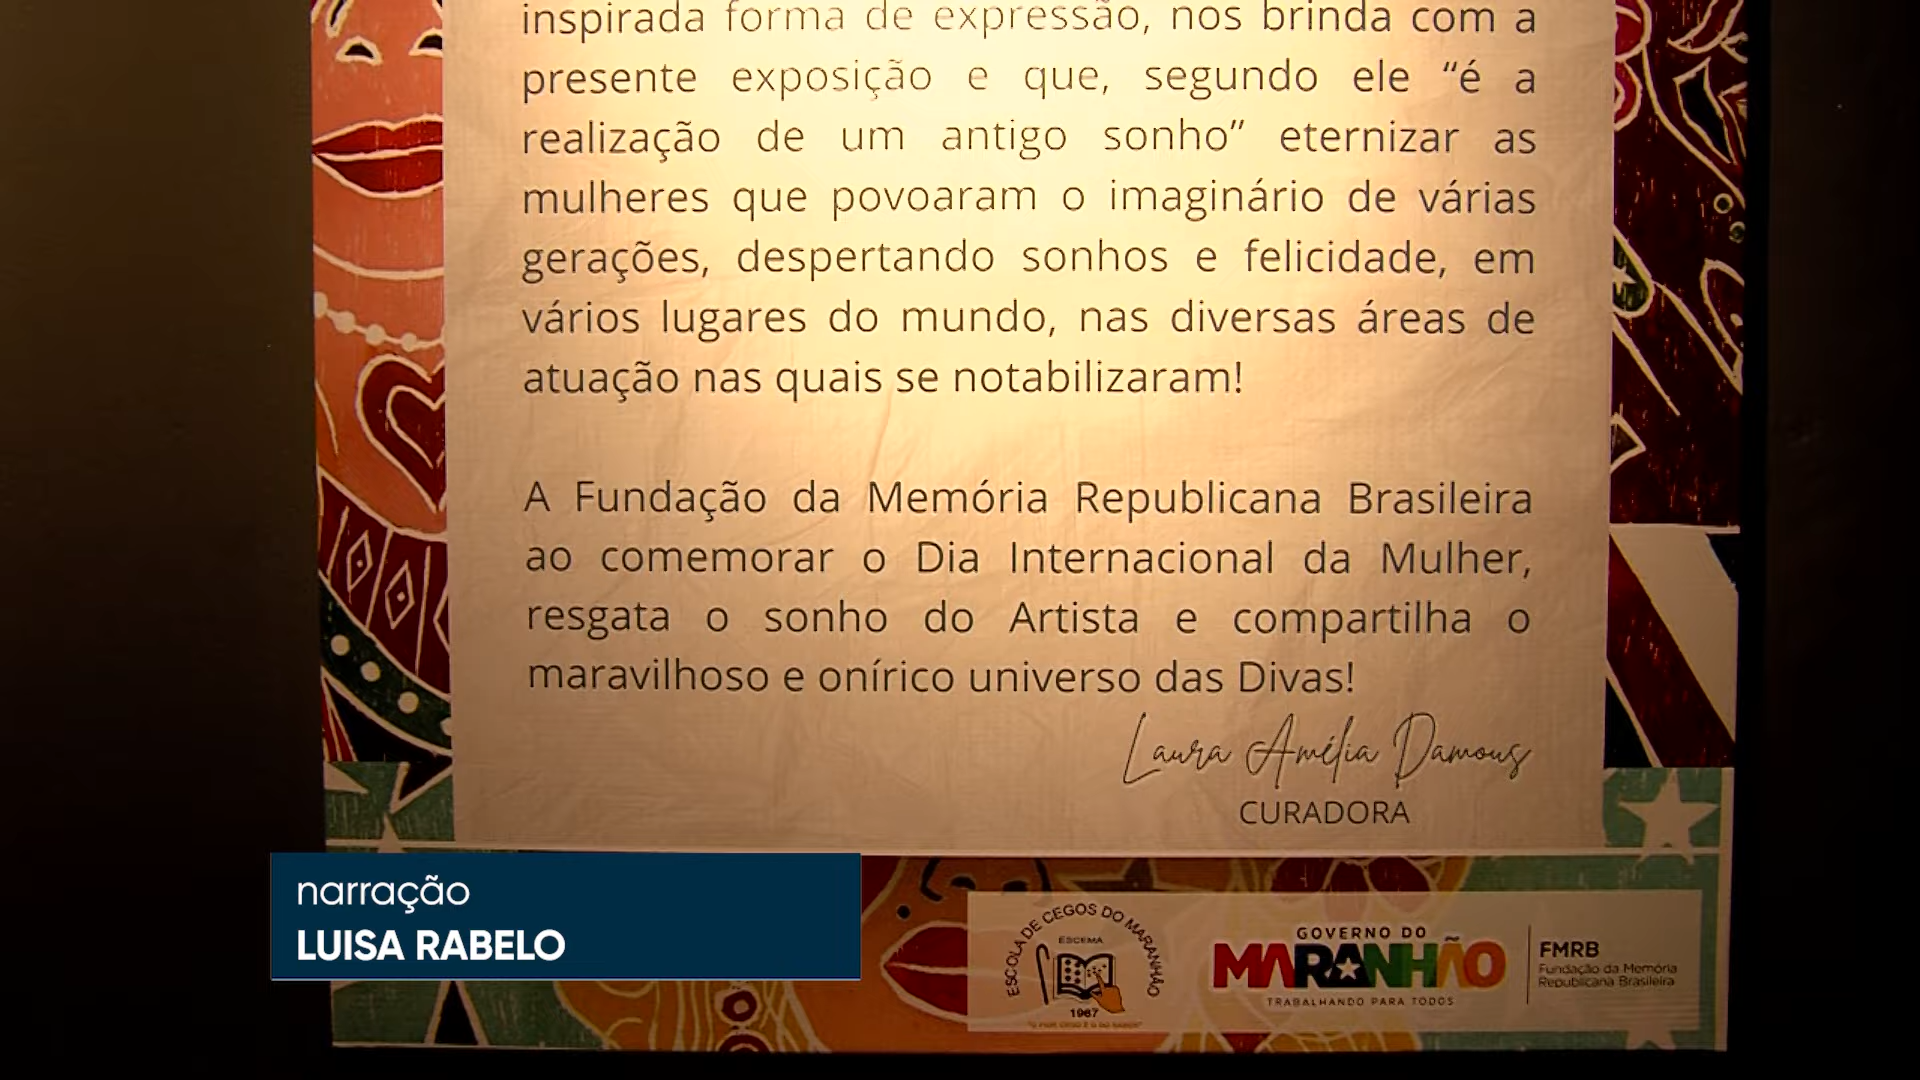 inspirada forma de expressão, nos brinda com a
presente exposição e que, segundo ele “é a
realização de um antigo sonho” eternizar as
mulheres que povoaram o imaginário de várias
gerações, despertando sonhos e felicidade, em
vários lugares do mundo, nas diversas áreas de
atuação nas quais se notabilizaram!
A Fundação da Memória Republicana Brasileira
ao comemorar o Dia Internacional da Mulher,
resgata o sonho do Artista e compartilha o
maravilhoso e onírico universo das Divas!
Laura Amélia Damous
CURADORA
narração
LUISA RABELO
ESCOLA DE CEGOS DO MARANHÃO
ESCEMA
1967
GOVERNO DO
MARANHÃO
TRABALHANDO PARA TODOS
FMRB
Fundação da Memória
Republicana Brasileira